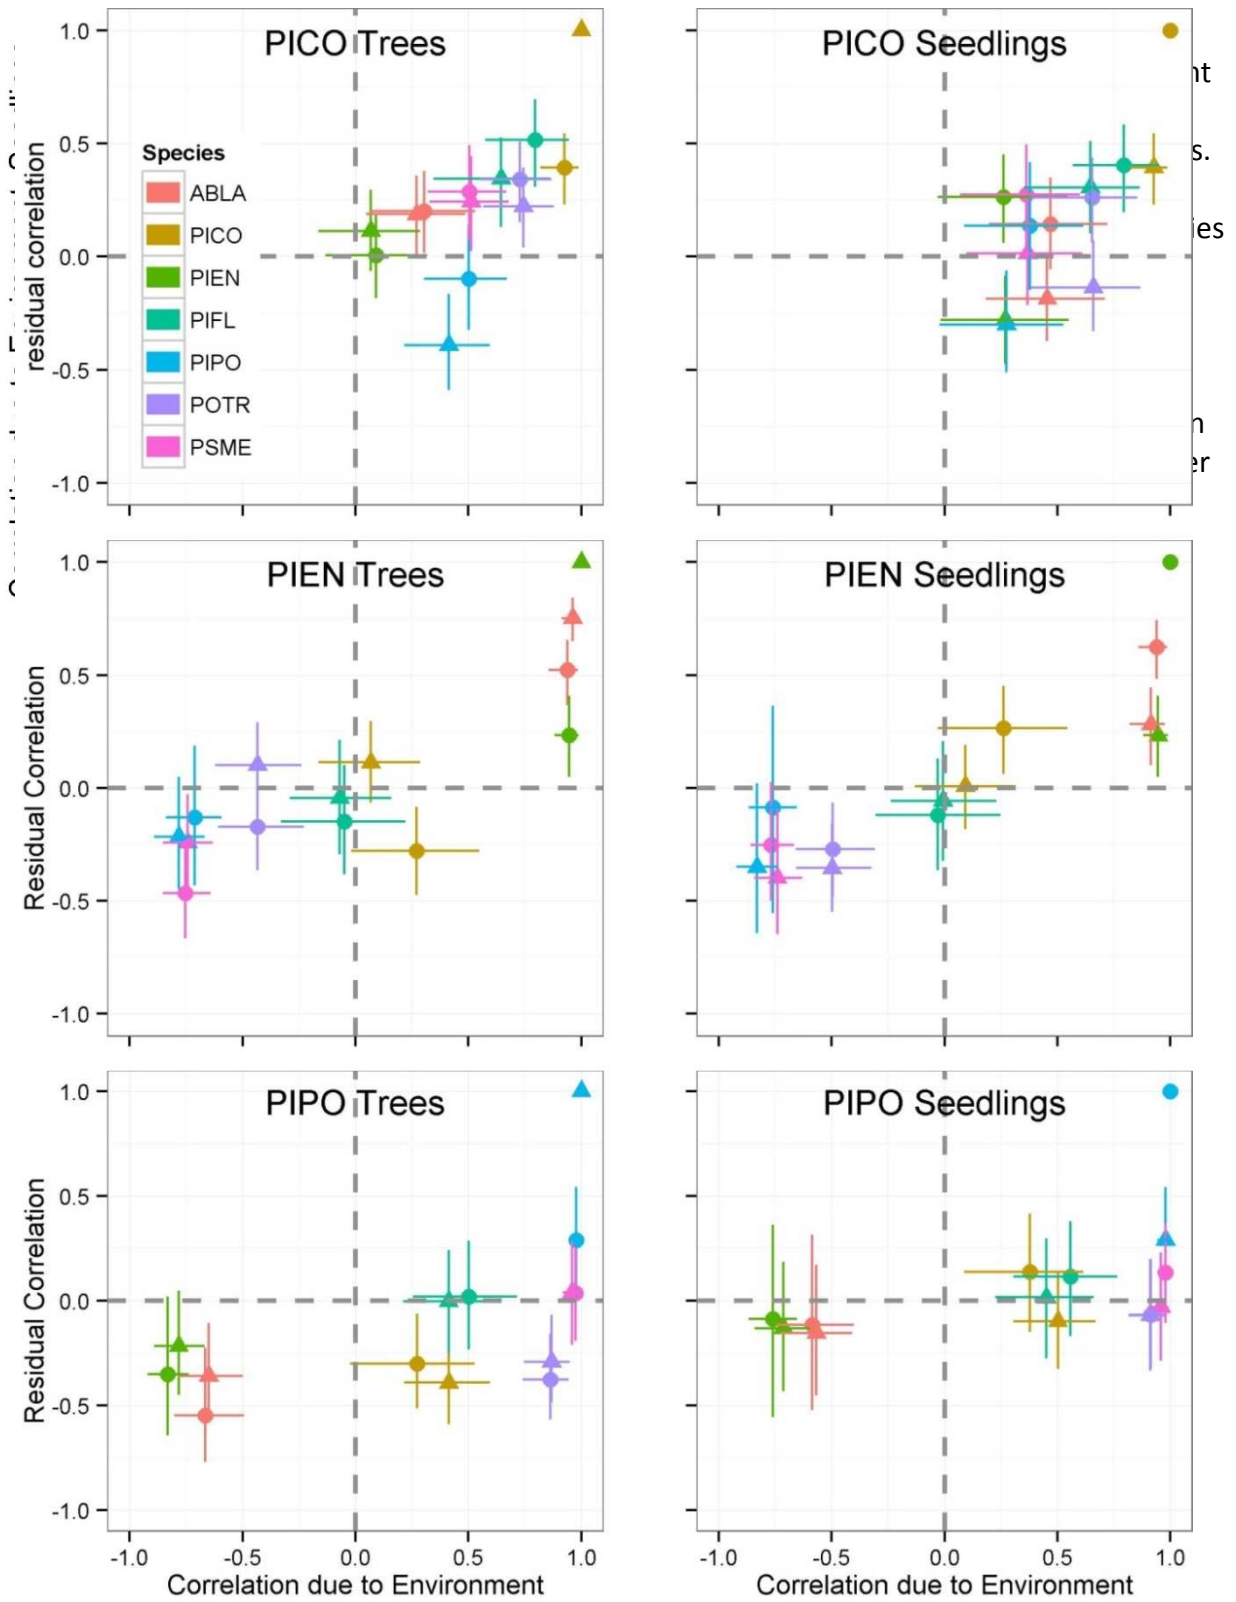 PICO Trees
PICO Seedlings
1.0
0.5
0.0
-0.5
-1.0
residual correlation
Species
ABLA
PICO
PIEN
PIFL
PIPO
POTR
PSME
nt
s.
ies
n
er
PIEN Trees
PIEN Seedlings
1.0
0.5
0.0
-0.5
-1.0
Residual Correlation
PIPO Trees
PIPO Seedlings
1.0
0.5
0.0
-0.5
-1.0
Residual Correlation
-1.0 -0.5 0.0 0.5 1.0
-1.0 -0.5 0.0 0.5 1.0
Correlation due to Environment
Correlation due to Environment